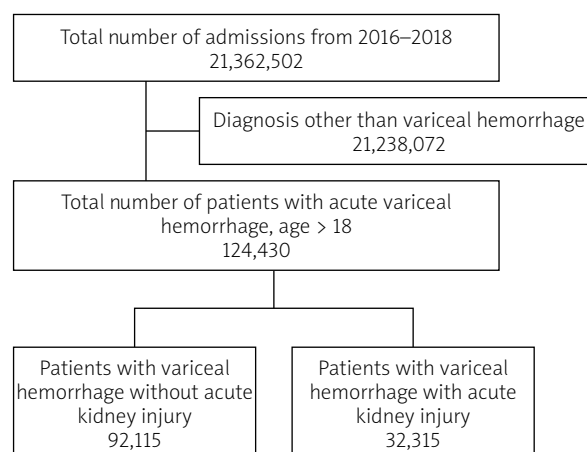 Total number of admissions from 2016–2018
21,362,502
Diagnosis other than variceal hemorrhage
21,238,072
Total number of patients with acute variceal
hemorrhage, age > 18
124,430
Patients with variceal
hemorrhage without acute
kidney injury
92,115
Patients with variceal
hemorrhage with acute
kidney injury
32,315